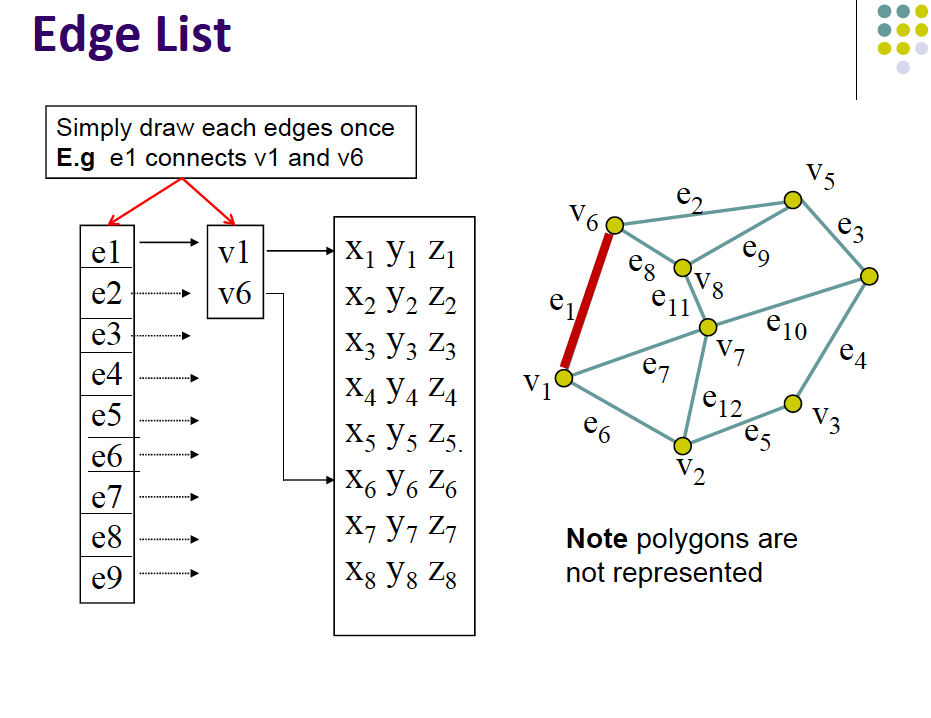 Edge List
Simply draw each edges once
E.g e1 connects v1 and v6
e1
e2
e3
e4
e5
e6
e7
e8
e9
v1
v6
x1 y1 z1
x2 y2 z2
x3 y3 z3
x4 y4 z4
x5 y5 z5.
x6 y6 z6
x7 y7 z7
x8 y8 z8
v5
e2
v6
e3
e9
e8
v8
e11
e1
e10
v7
e7
e4
v1
e12
v3
e6
e5
v2
Note polygons are
not represented